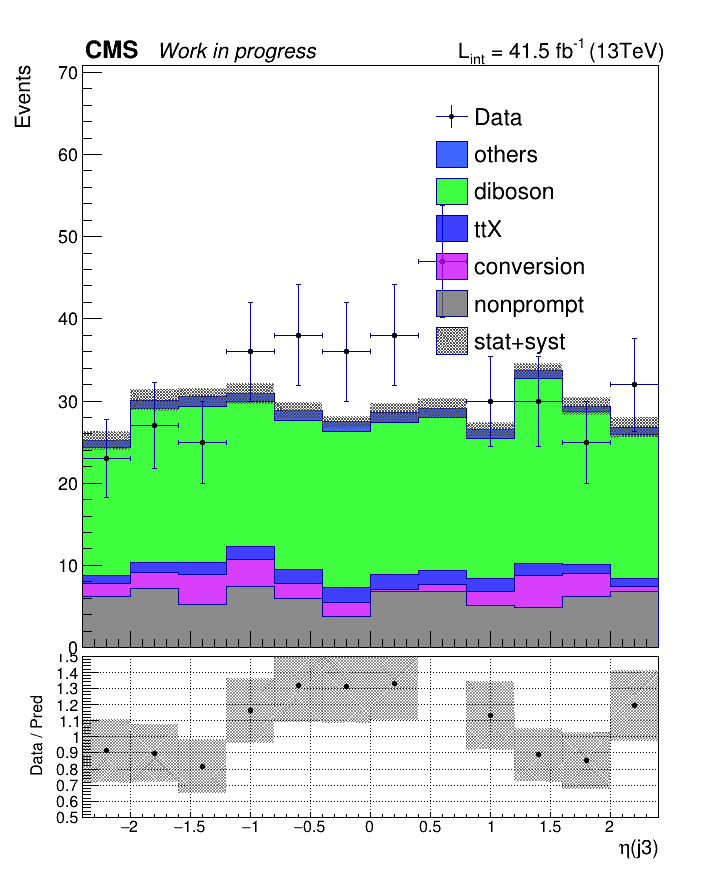 CMS Work in progress L_int = 41.5 fb^-1 (13TeV)
Events
70
60
50
40
30
20
10
0
Data
others
diboson
ttX
conversion
nonprompt
stat+syst
Data / Pred
1.5
1.4
1.3
1.2
1.1
1
0.9
0.8
0.7
0.6
0.5
−2 −1.5 −1 −0.5 0 0.5 1 1.5 2
η(j3)